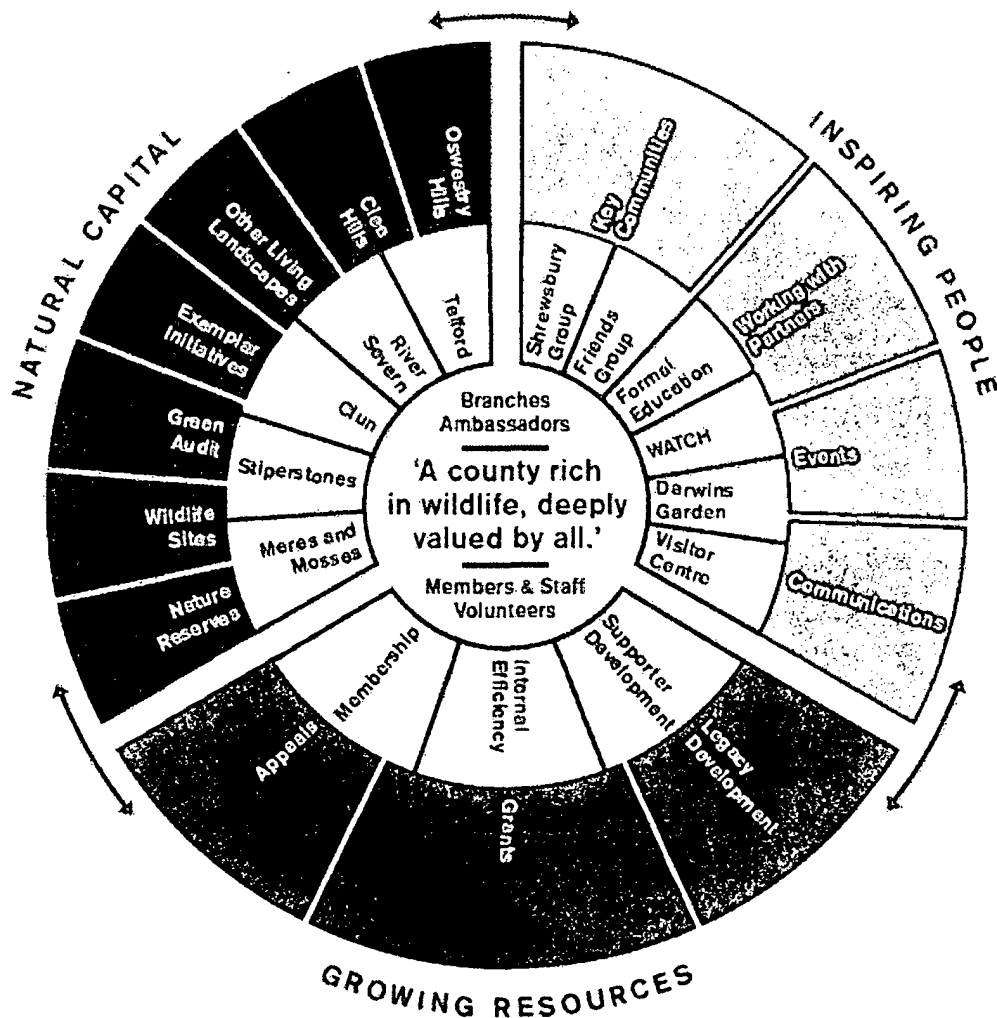 NATURAL CAPITAL
Oswestry
Hills
Clee
Hills
Other Living
Landscapes
Exemplar
Initiatives
Green
Audit
Wildlife
Sites
Nature
Reserves
Telford
River
Severn
Clun
Stiperstones
Meres and
Mosses
INSPIRING PEOPLE
Key
Communities
Working with
Partners
Events
Communications
Shrewsbury
Group
Friends
Group
Formal
Education
WATCH
Darwins
Garden
Visitor
Centre
Branches
Ambassadors
'A county rich
in wildlife, deeply
valued by all.'
Members & Staff
Volunteers
Membership
Internal
Efficiency
Supporter
Development
Appeals
Grants
Legacy
Development
GROWING RESOURCES